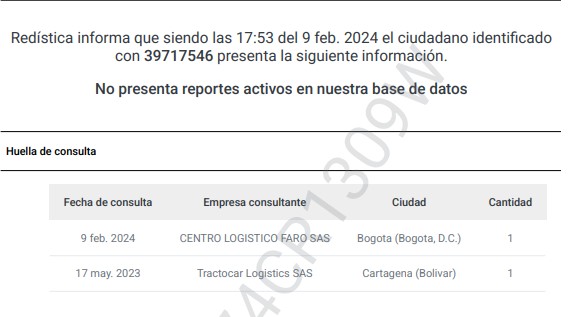 Redística informa que siendo las 17:53 del 9 feb. 2024 el ciudadano identificado
con 39717546 presenta la siguiente información.
No presenta reportes activos en nuestra base de datos
Huella de consulta
Fecha de consulta Empresa consultante Ciudad Cantidad
9 feb. 2024 CENTRO LOGISTICO FARO SAS Bogota (Bogota, D.C.) 1
17 may. 2023 Tractocar Logistics SAS Cartagena (Bolivar) 1